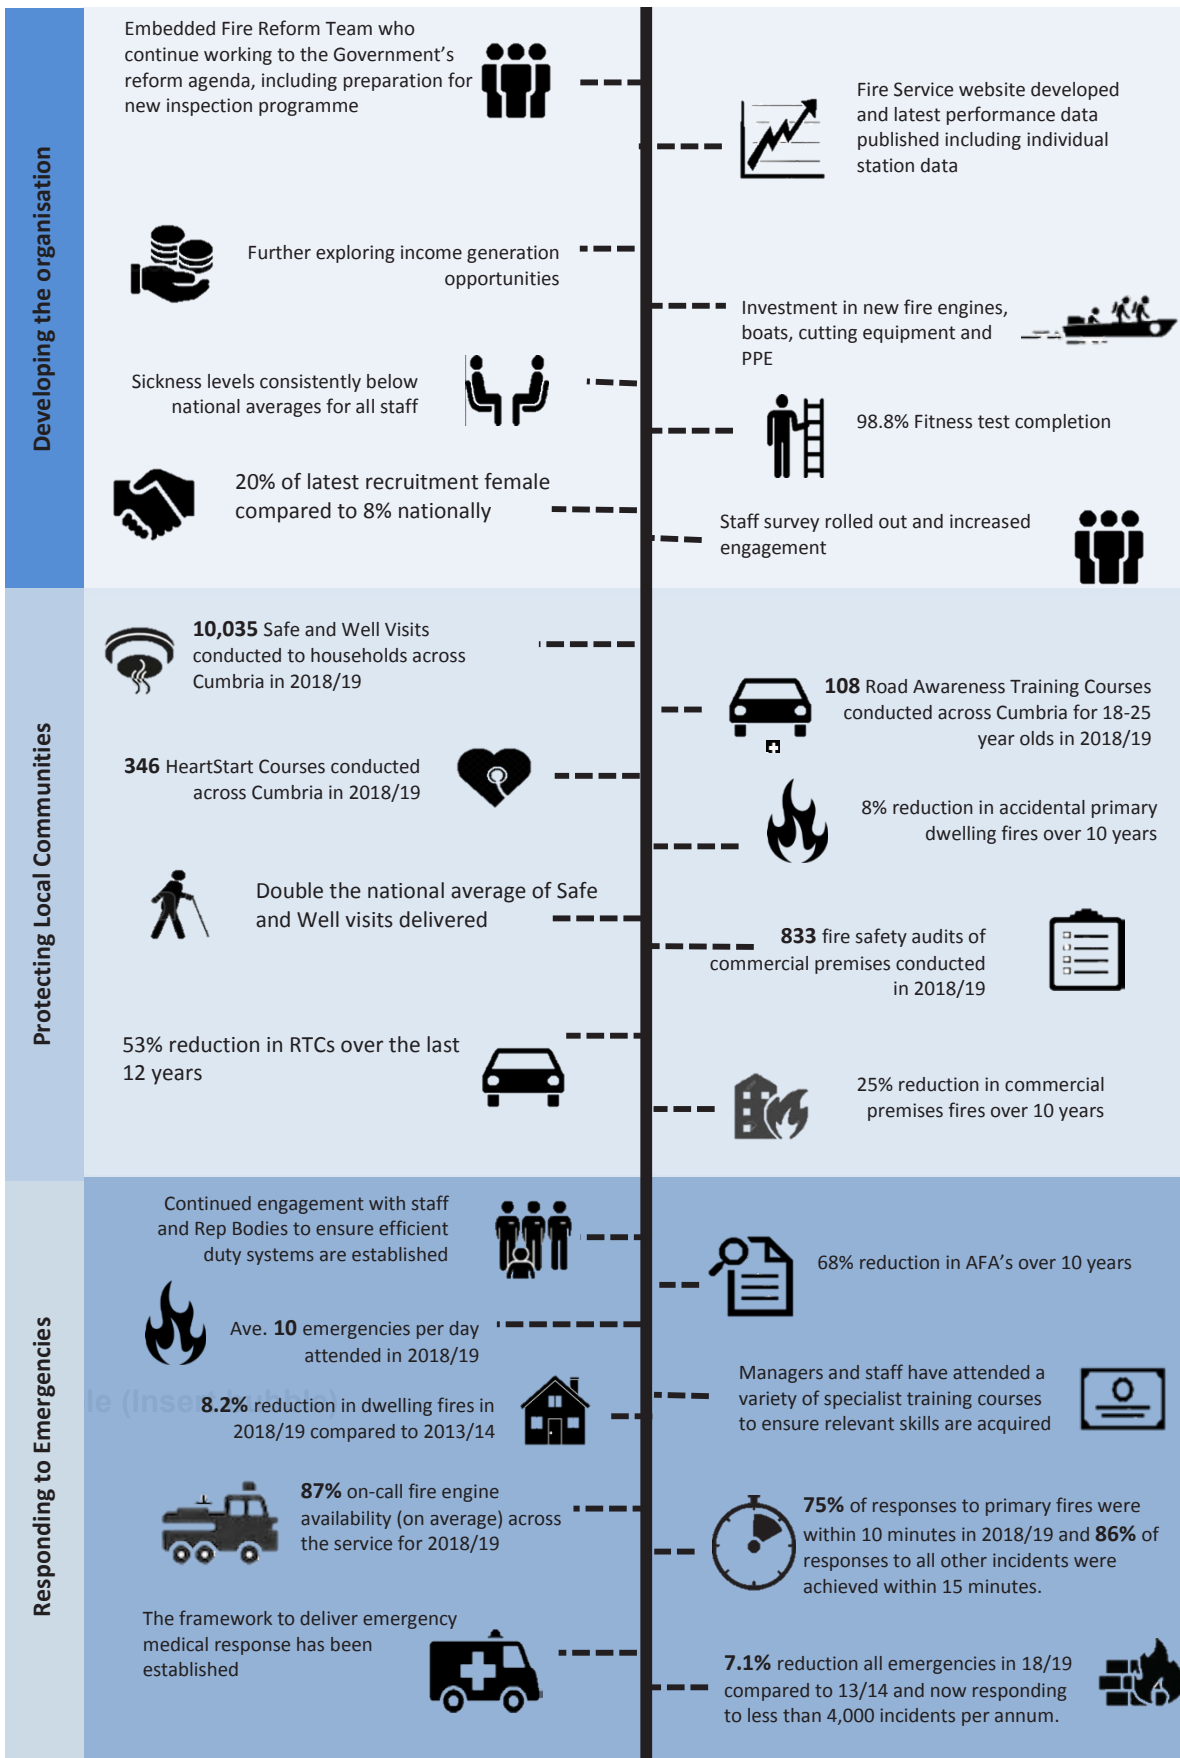 Developing the organisation
Embedded Fire Reform Team who
continue working to the Government's
reform agenda, including preparation for
new inspection programme
Fire Service website developed
and latest performance data
published including individual
station data
Further exploring income generation
opportunities
Investment in new fire engines,
boats, cutting equipment and
PPE
Sickness levels consistently below
national averages for all staff
98.8% Fitness test completion
20% of latest recruitment female
compared to 8% nationally
Staff survey rolled out and increased
engagement
Protecting Local Communities
10,035 Safe and Well Visits
conducted to households across
Cumbria in 2018/19
108 Road Awareness Training Courses
conducted across Cumbria for 18-25
year olds in 2018/19
346 HeartStart Courses conducted
across Cumbria in 2018/19
8% reduction in accidental primary
dwelling fires over 10 years
Double the national average of Safe
and Well visits delivered
833 fire safety audits of
commercial premises conducted
in 2018/19
53% reduction in RTCs over the last
12 years
25% reduction in commercial
premises fires over 10 years
Responding to Emergencies
Continued engagement with staff
and Rep Bodies to ensure efficient
duty systems are established
68% reduction in AFA's over 10 years
Ave. 10 emergencies per day
attended in 2018/19
Managers and staff have attended a
variety of specialist training courses
to ensure relevant skills are acquired
le (Insert bubble)
8.2% reduction in dwelling fires in
2018/19 compared to 2013/14
87% on-call fire engine
availability (on average) across
the service for 2018/19
75% of responses to primary fires were
within 10 minutes in 2018/19 and 86% of
responses to all other incidents were
achieved within 15 minutes.
The framework to deliver emergency
medical response has been
established
7.1% reduction all emergencies in 18/19
compared to 13/14 and now responding
to less than 4,000 incidents per annum.